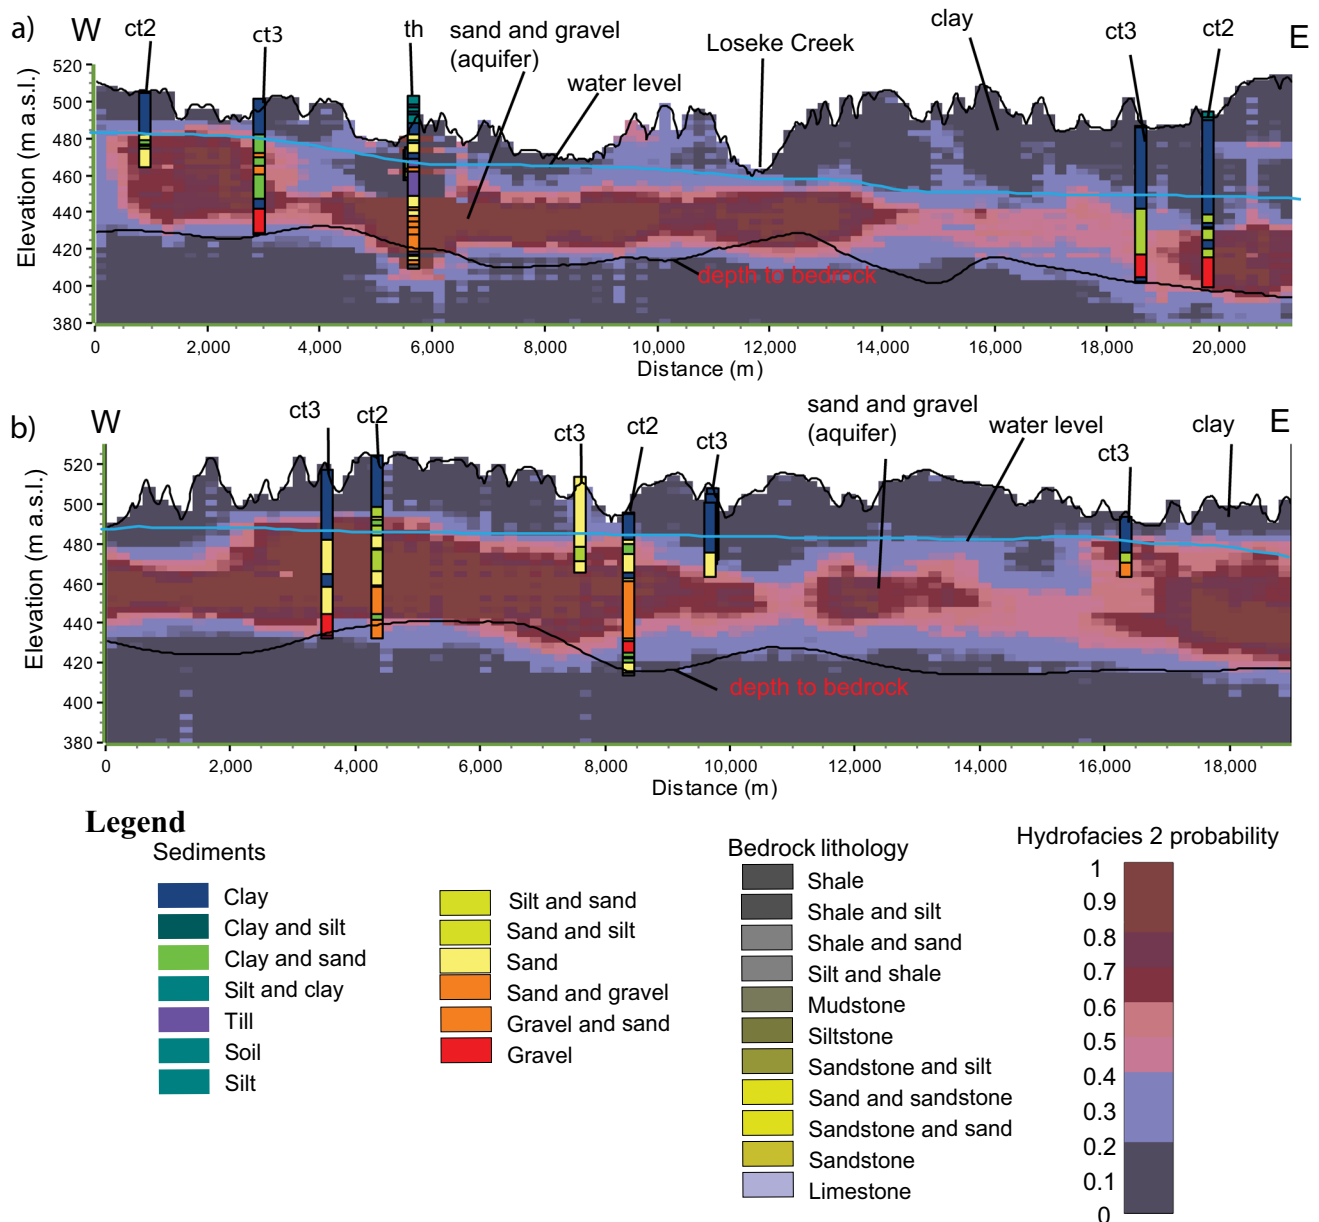 a)
W
ct2
ct3
th
sand and gravel
(aquifer)
water level
Loseke Creek
clay
ct3
ct2
E
Elevation (m a.s.l.)
520
500
480
460
440
420
400
380
depth to bedrock
0 2,000 4,000 6,000 8,000 10,000 12,000 14,000 16,000 18,000 20,000
Distance (m)
b)
W
ct3
ct2
ct3
ct2
ct3
sand and gravel
(aquifer)
water level
ct3
clay
E
Elevation (m a.s.l.)
520
500
480
460
440
420
400
380
depth to bedrock
0 2,000 4,000 6,000 8,000 10,000 12,000 14,000 16,000 18,000
Distance (m)
Legend
Sediments
Clay
Clay and silt
Clay and sand
Silt and clay
Till
Soil
Silt
Silt and sand
Sand and silt
Sand
Sand and gravel
Gravel and sand
Gravel
Bedrock lithology
Shale
Shale and silt
Shale and sand
Silt and shale
Mudstone
Siltstone
Sandstone and silt
Sand and sandstone
Sandstone and sand
Sandstone
Limestone
Hydrofacies 2 probability
1
0.9
0.8
0.7
0.6
0.5
0.4
0.3
0.2
0.1
0